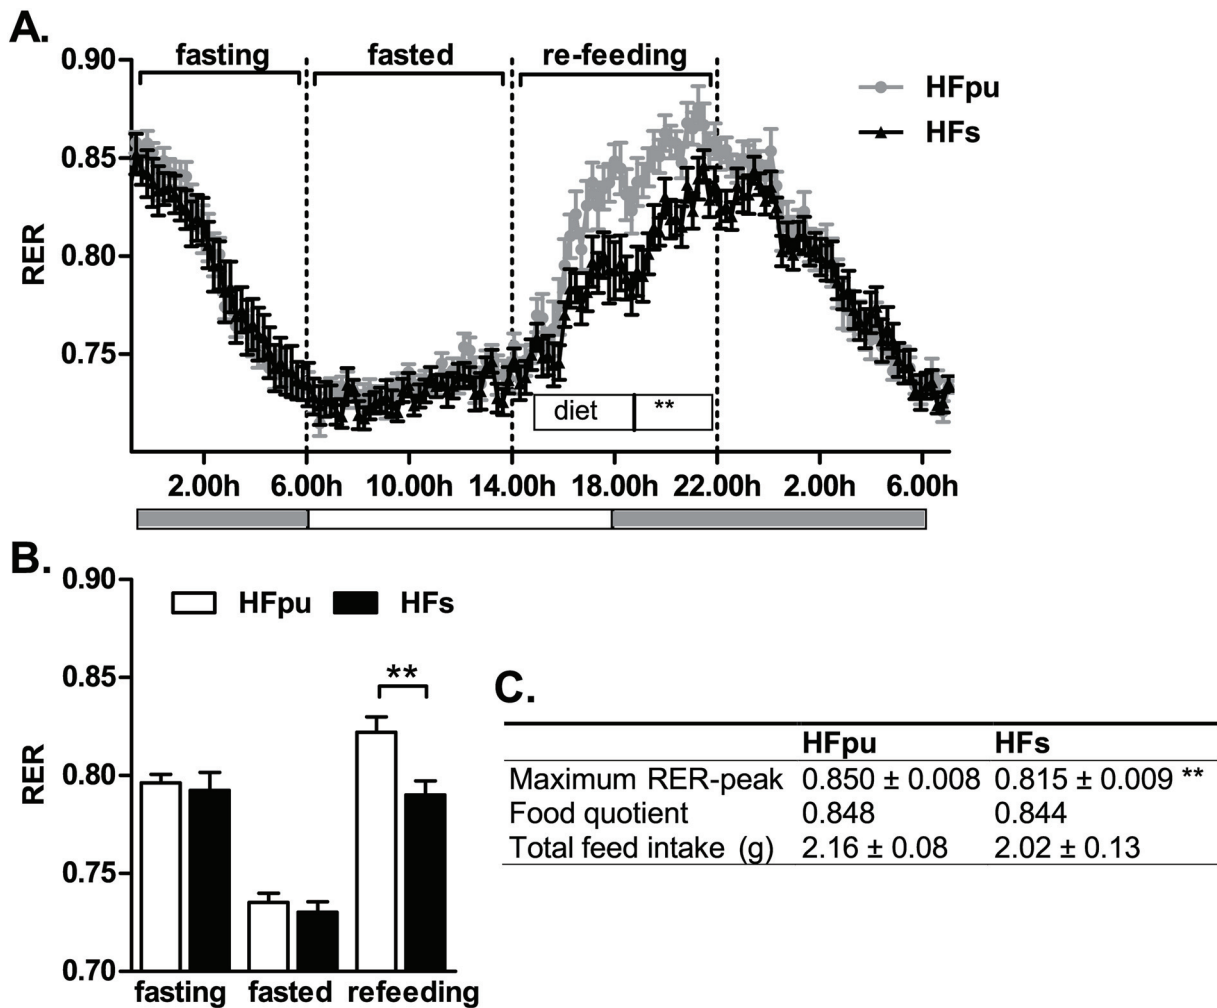 A.
fasting fasted re-feeding
HFpu
HFs
0.90
0.85
0.80
0.75
RER
diet **
2.00h 6.00h 10.00h 14.00h 18.00h 22.00h 2.00h 6.00h
B.
HFpu HFs
0.90
0.85
0.80
0.75
0.70
RER
**
fasting fasted refeeding
C.
HFpu HFs
Maximum RER-peak 0.850 ± 0.008 0.815 ± 0.009 **
Food quotient 0.848 0.844
Total feed intake (g) 2.16 ± 0.08 2.02 ± 0.13